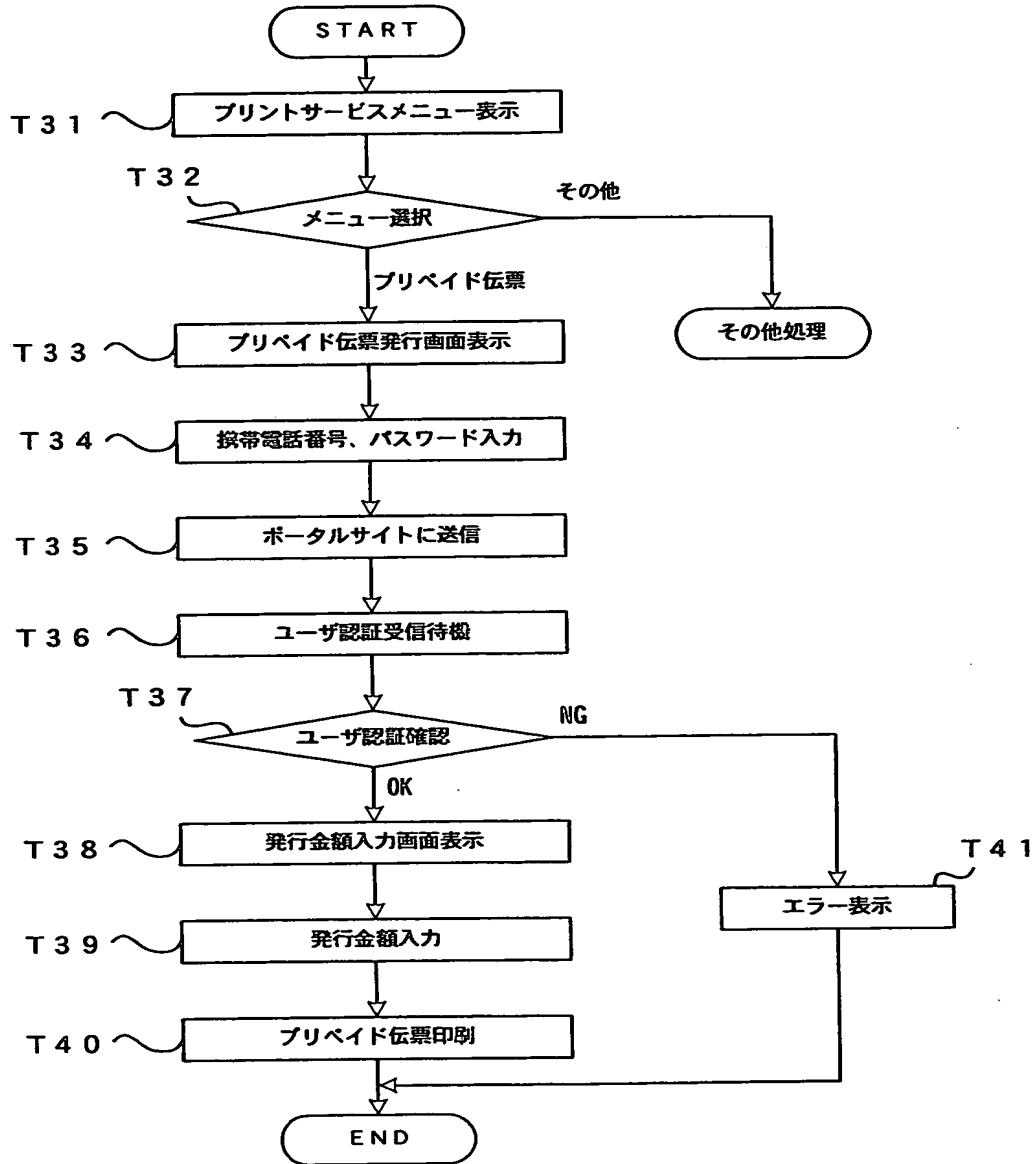 START
T31
プリントサービスメニュー表示
T32
メニュー選択
その他
プリペイド伝票
その他処理
T33
プリペイド伝票発行画面表示
T34
携帯電話番号、パスワード入力
T35
ポータルサイトに送信
T36
ユーザ認証受信待機
T37
ユーザ認証確認
NG
OK
T38
発行金額入力画面表示
T41
エラー表示
T39
発行金額入力
T40
プリペイド伝票印刷
END